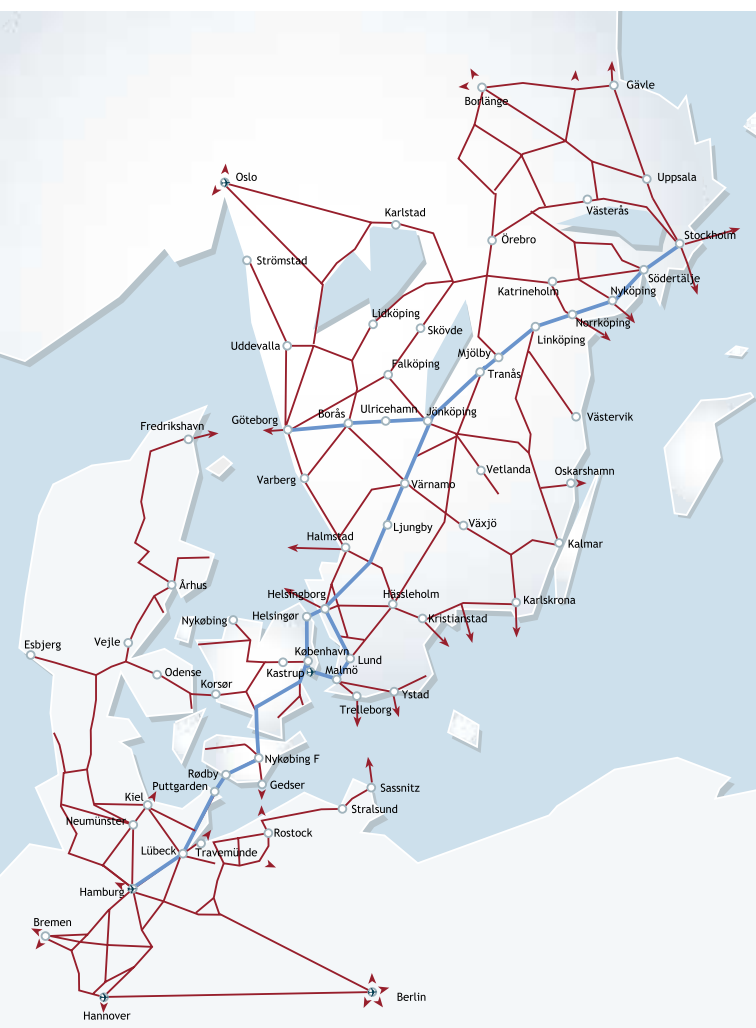 Gävle
Borlänge
Oslo
Uppsala
Karlstad
Västerås
Örebro
Stockholm
Strömstad
Södertälje
Katrineholm
Nyköping
Lidköping
Norrköping
Skövde
Linköping
Uddevalla
Mjölby
Falköping
Tranås
Ulricehamn
Borås
Jönköping
Göteborg
Västervik
Fredrikshavn
Vetlanda
Oskarshamn
Varberg
Värnamo
Växjö
Ljungby
Halmstad
Kalmar
Århus
Helsingborg
Hässleholm
Karlskrona
Helsingør
Nykøbing
Kristianstad
Vejle
Esbjerg
København
Lund
Odense
Kastrup
Malmö
Korsør
Ystad
Trelleborg
Nykøbing F
Rødby
Puttgarden
Gedser
Sassnitz
Kiel
Stralsund
Neumünster
Rostock
Lübeck
Travemünde
Hamburg
Bremen
Berlin
Hannover